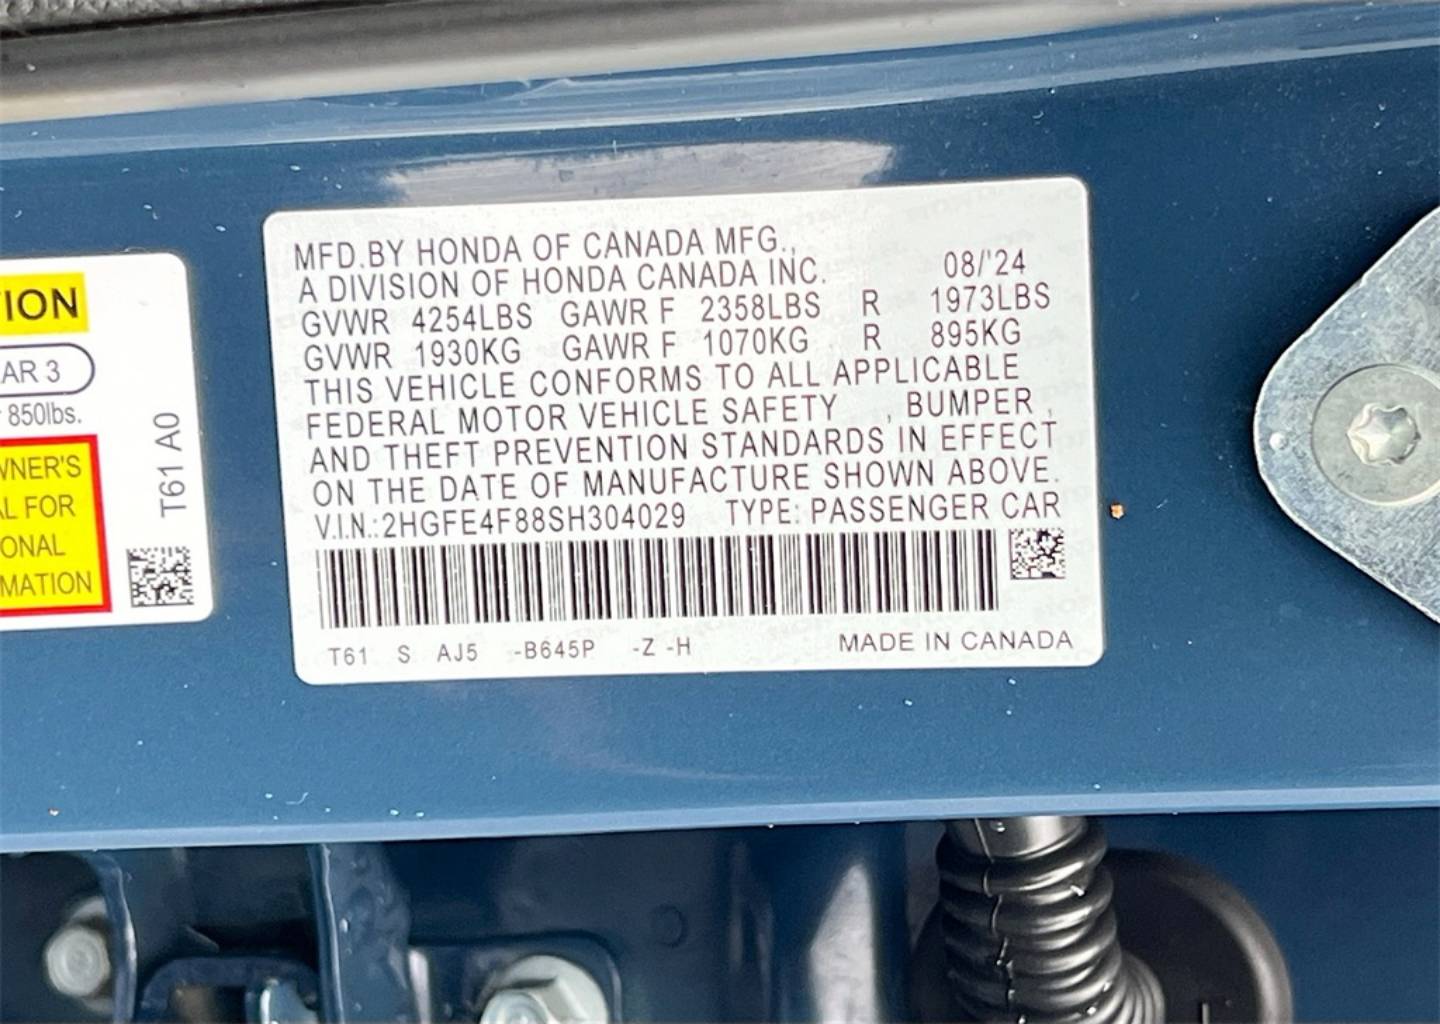 TION
AR 3
850lbs.
WNER'S
AL FOR
ONAL
MATION
T61 A0
MFD.BY HONDA OF CANADA MFG.,
A DIVISION OF HONDA CANADA INC. 08/'24
GVWR 4254LBS GAWR F 2358LBS R 1973LBS
GVWR 1930KG GAWR F 1070KG R 895KG
THIS VEHICLE CONFORMS TO ALL APPLICABLE
FEDERAL MOTOR VEHICLE SAFETY , BUMPER ,
AND THEFT PREVENTION STANDARDS IN EFFECT
ON THE DATE OF MANUFACTURE SHOWN ABOVE.
V.I.N.:2HGFE4F88SH304029 TYPE: PASSENGER CAR
T61 S AJ5 -B645P -Z -H MADE IN CANADA